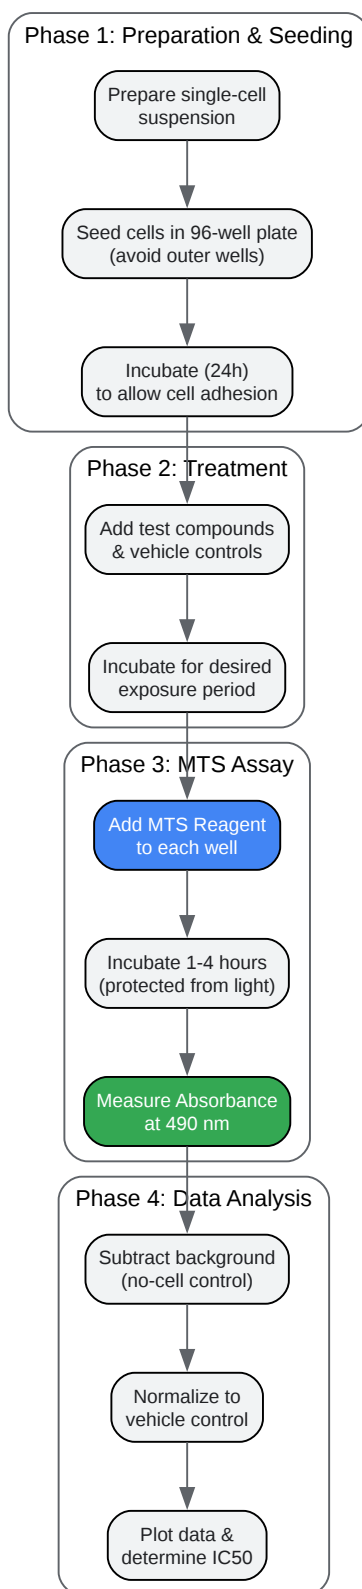 Phase 1: Preparation & Seeding
Prepare single-cell
suspension
Seed cells in 96-well plate
(avoid outer wells)
Incubate (24h)
to allow cell adhesion
Phase 2: Treatment
Add test compounds
& vehicle controls
Incubate for desired
exposure period
Phase 3: MTS Assay
Add MTS Reagent
to each well
Incubate 1-4 hours
(protected from light)
Measure Absorbance
at 490 nm
Phase 4: Data Analysis
Subtract background
(no-cell control)
Normalize to
vehicle control
Plot data &
determine IC50